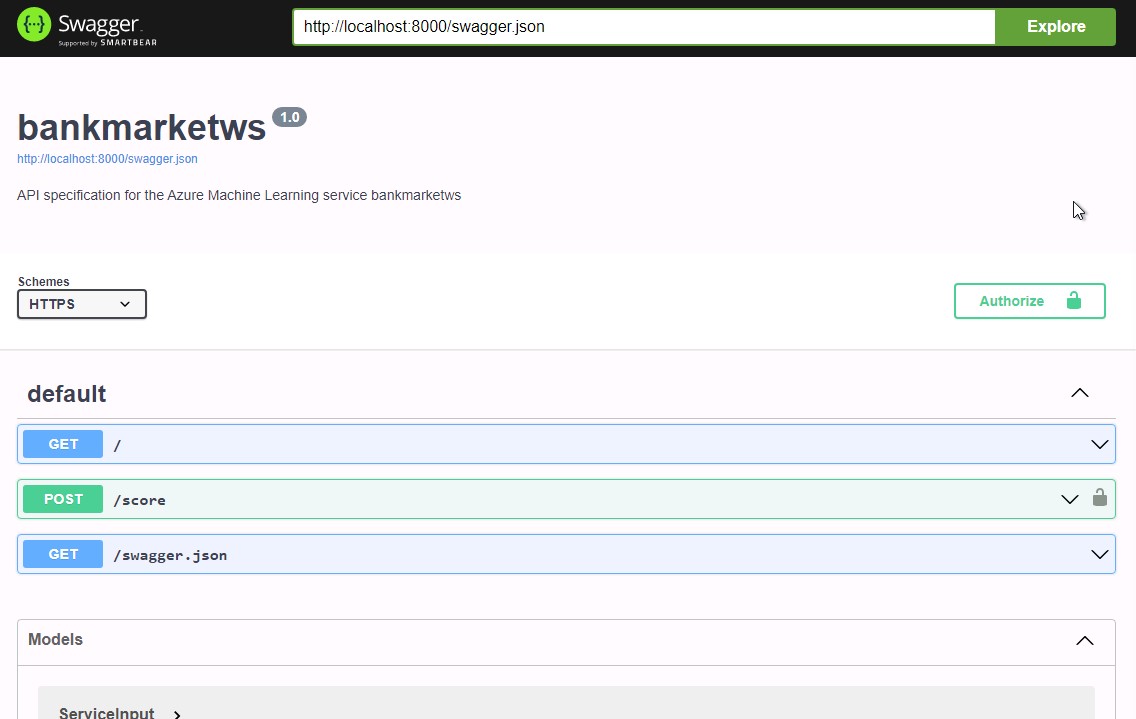 Swagger.
Supported by SMARTBEAR
http://localhost:8000/swagger.json
Explore
bankmarketws 1.0
http://localhost:8000/swagger.json
API specification for the Azure Machine Learning service bankmarketws
Schemes
HTTPS
Authorize
default
GET /
POST /score
GET /swagger.json
Models
ServiceInput